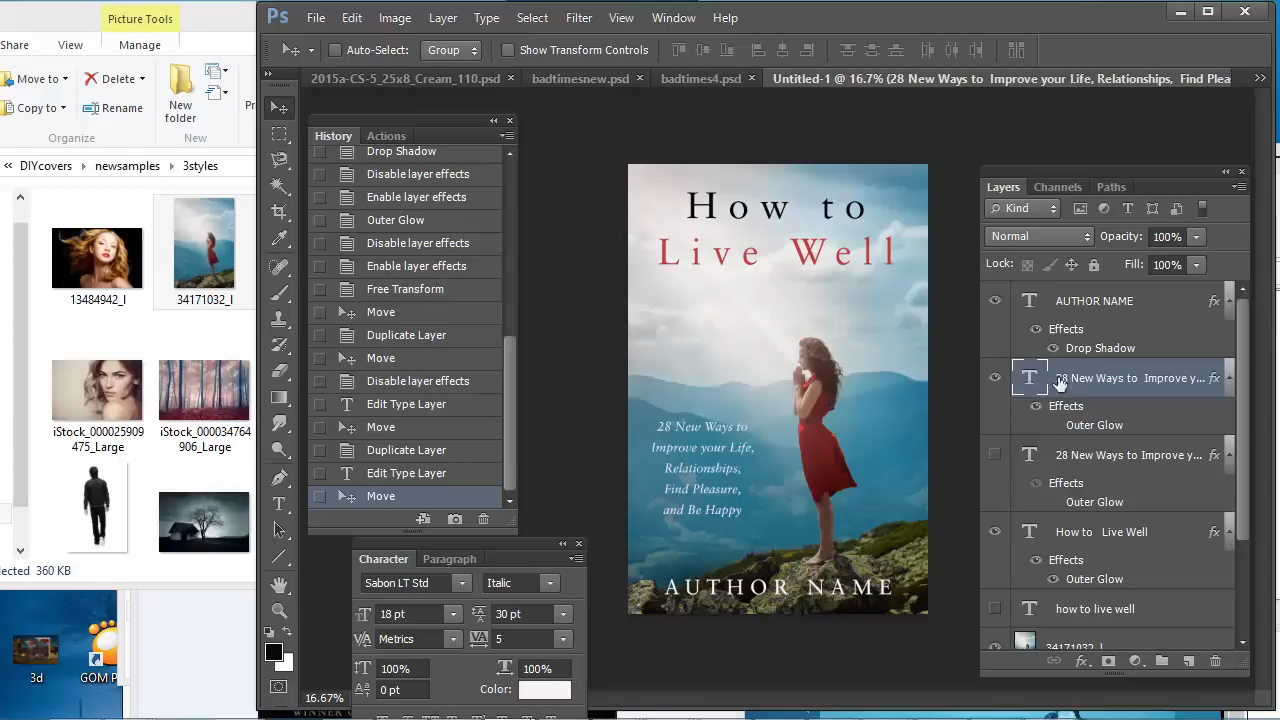 Picture Tools
Share View Manage
Move to Delete
Copy to Rename
New folder
Organize New
DIYcovers newsamples 3styles
13484942_l
34171032_l
iStock_000025909475_Large
iStock_000034764906_Large
ected 360 KB
3d
GOM P
Ps File Edit Image Layer Type Select Filter View Window Help
Auto-Select: Group Show Transform Controls
2015a-CS-5_25x8_Cream_110.psd × badtimesnew.psd × badtimes4.psd × Untitled-1 @ 16.7% (28 New Ways to Improve your Life, Relationships, Find Plea
History Actions
Drop Shadow
Disable layer effects
Enable layer effects
Outer Glow
Disable layer effects
Enable layer effects
Free Transform
Move
Duplicate Layer
Move
Disable layer effects
Edit Type Layer
Move
Duplicate Layer
Edit Type Layer
Move
Character Paragraph
Sabon LT Std Italic
18 pt 30 pt
Metrics 5
100% 100%
0 pt Color:
16.67%
How to
Live Well
28 New Ways to
Improve your Life,
Relationships,
Find Pleasure,
and Be Happy
AUTHOR NAME
Layers Channels Paths
Kind
Normal Opacity: 100%
Lock: Fill: 100%
AUTHOR NAME fx
Effects
Drop Shadow
28 New Ways to Improve y... fx
Effects
Outer Glow
28 New Ways to Improve y... fx
Effects
Outer Glow
How to Live Well fx
Effects
Outer Glow
how to live well
34171032_l